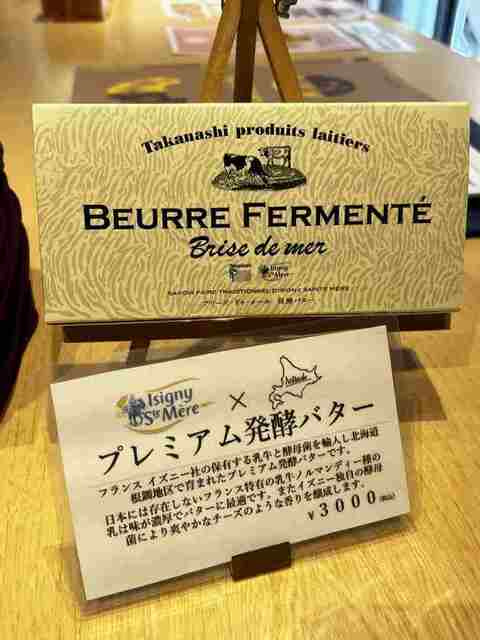 Takanashi produits laitiers
BEURRE FERMENTÉ
Brise de mer
Isigny
Ste Mère
SAVOIR FAIRE TRADITIONNEL D'ISIGNY SAINTE MÈRE
ブリーズ・ドゥ・メール 発酵バター
Isigny
Ste Mère
×
Hokkaido
プレミアム発酵バター
フランス イズニー社の保有する乳牛と酵母菌を輸入し北海道
根釧地区で育まれたプレミアム発酵バターです。
日本には存在しないフランス特有の乳牛ノルマンディー種の
乳は味が濃厚でバターに最適です。またイズニー独自の酵母
菌により爽やかなチーズのような香りを醸成します。
￥3000(税込)